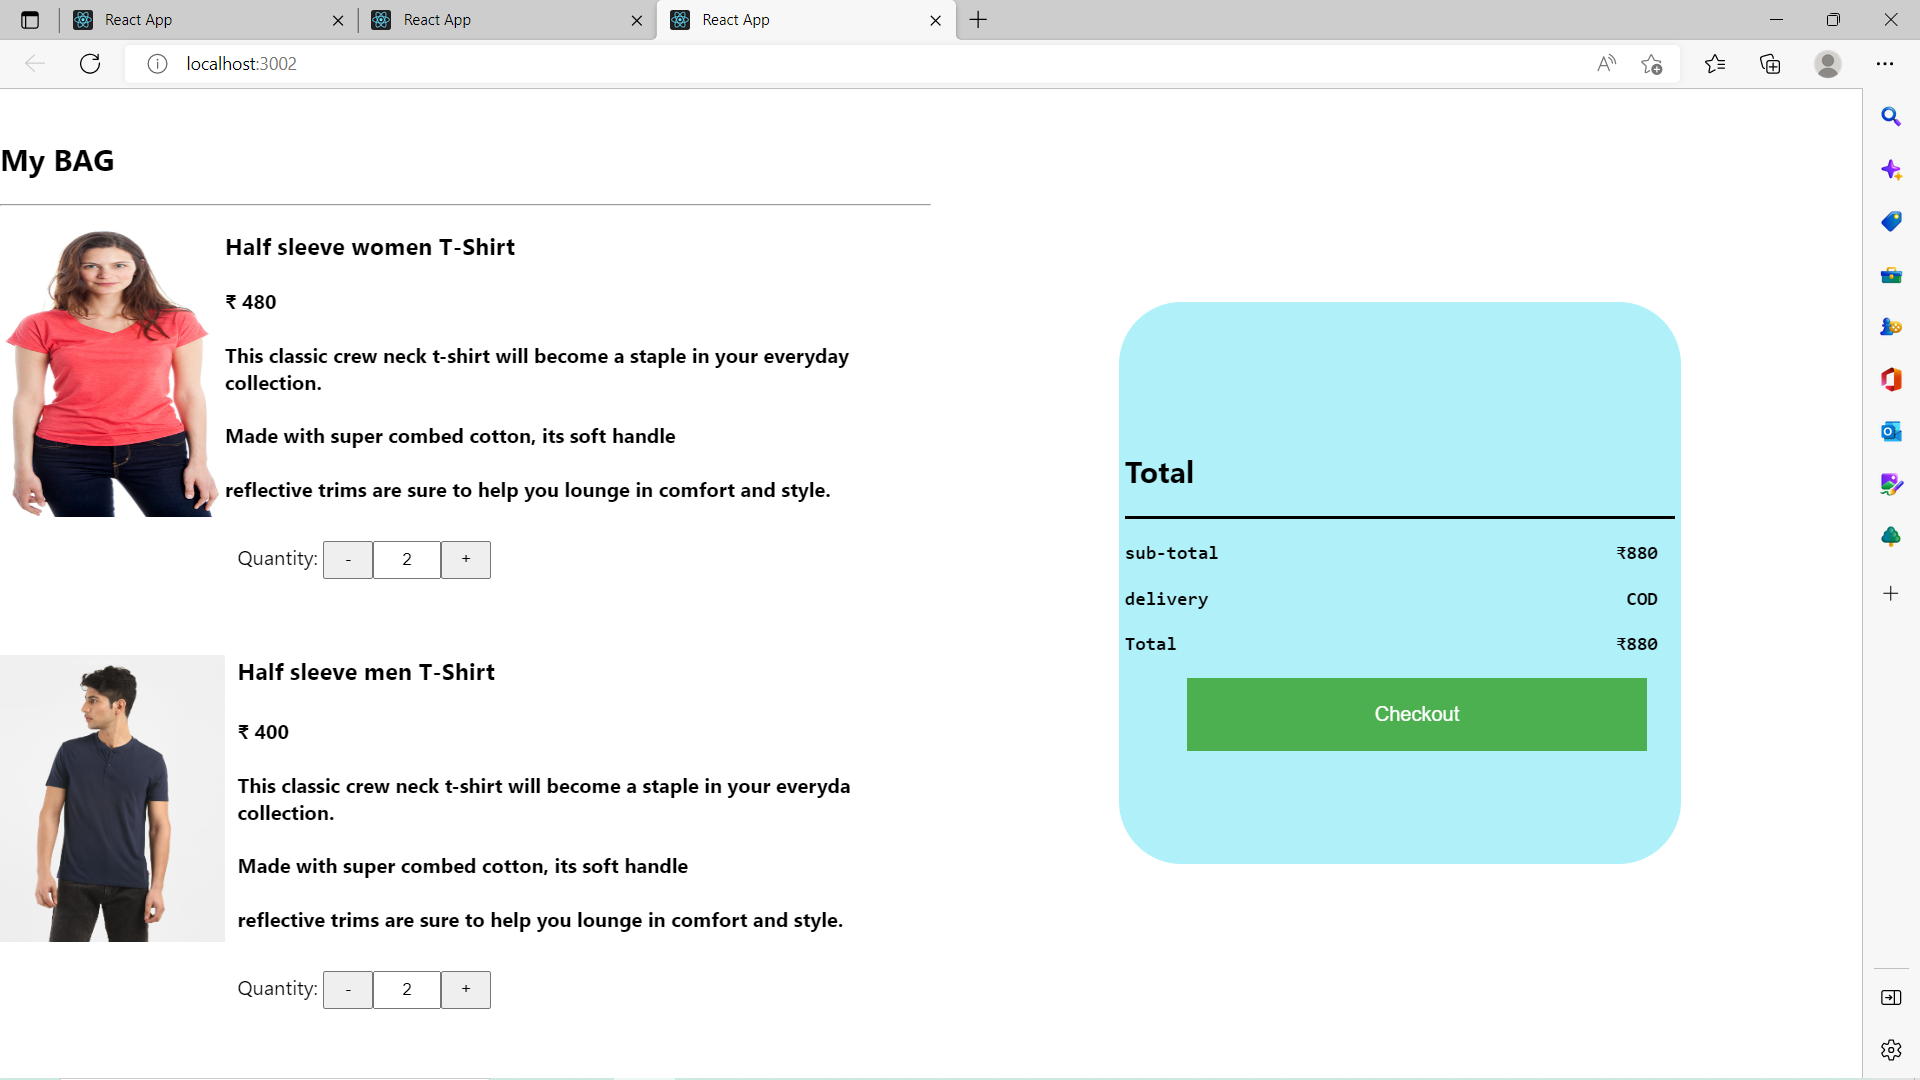 React App
React App
React App
localhost:3002
My BAG
Half sleeve women T-Shirt
₹ 480
This classic crew neck t-shirt will become a staple in your everyday
collection.
Made with super combed cotton, its soft handle
reflective trims are sure to help you lounge in comfort and style.
Quantity: - 2 +
Half sleeve men T-Shirt
₹ 400
This classic crew neck t-shirt will become a staple in your everyda
collection.
Made with super combed cotton, its soft handle
reflective trims are sure to help you lounge in comfort and style.
Quantity: - 2 +
Total
sub-total ₹880
delivery COD
Total ₹880
Checkout